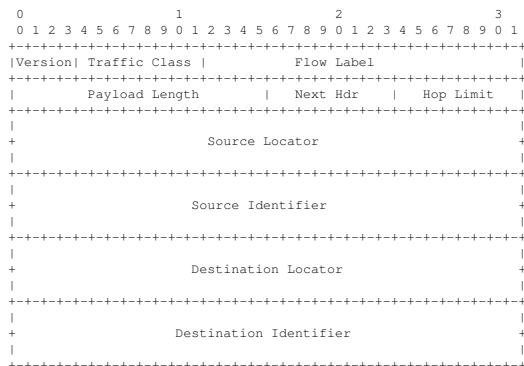 0 1 2 3
0 1 2 3 4 5 6 7 8 9 0 1 2 3 4 5 6 7 8 9 0 1 2 3 4 5 6 7 8 9 0 1
+-+-+-+-+-+-+-+-+-+-+-+-+-+-+-+-+-+-+-+-+-+-+-+-+-+-+-+-+-+-+-+-+
|Version| Traffic Class | Flow Label |
+-+-+-+-+-+-+-+-+-+-+-+-+-+-+-+-+-+-+-+-+-+-+-+-+-+-+-+-+-+-+-+-+
| Payload Length | Next Hdr | Hop Limit |
+-+-+-+-+-+-+-+-+-+-+-+-+-+-+-+-+-+-+-+-+-+-+-+-+-+-+-+-+-+-+-+-+
| |
+ Source Locator +
| |
+-+-+-+-+-+-+-+-+-+-+-+-+-+-+-+-+-+-+-+-+-+-+-+-+-+-+-+-+-+-+-+-+
| |
+ Source Identifier +
| |
+-+-+-+-+-+-+-+-+-+-+-+-+-+-+-+-+-+-+-+-+-+-+-+-+-+-+-+-+-+-+-+-+
| |
+ Destination Locator +
| |
+-+-+-+-+-+-+-+-+-+-+-+-+-+-+-+-+-+-+-+-+-+-+-+-+-+-+-+-+-+-+-+-+
| |
+ Destination Identifier +
| |
+-+-+-+-+-+-+-+-+-+-+-+-+-+-+-+-+-+-+-+-+-+-+-+-+-+-+-+-+-+-+-+-+